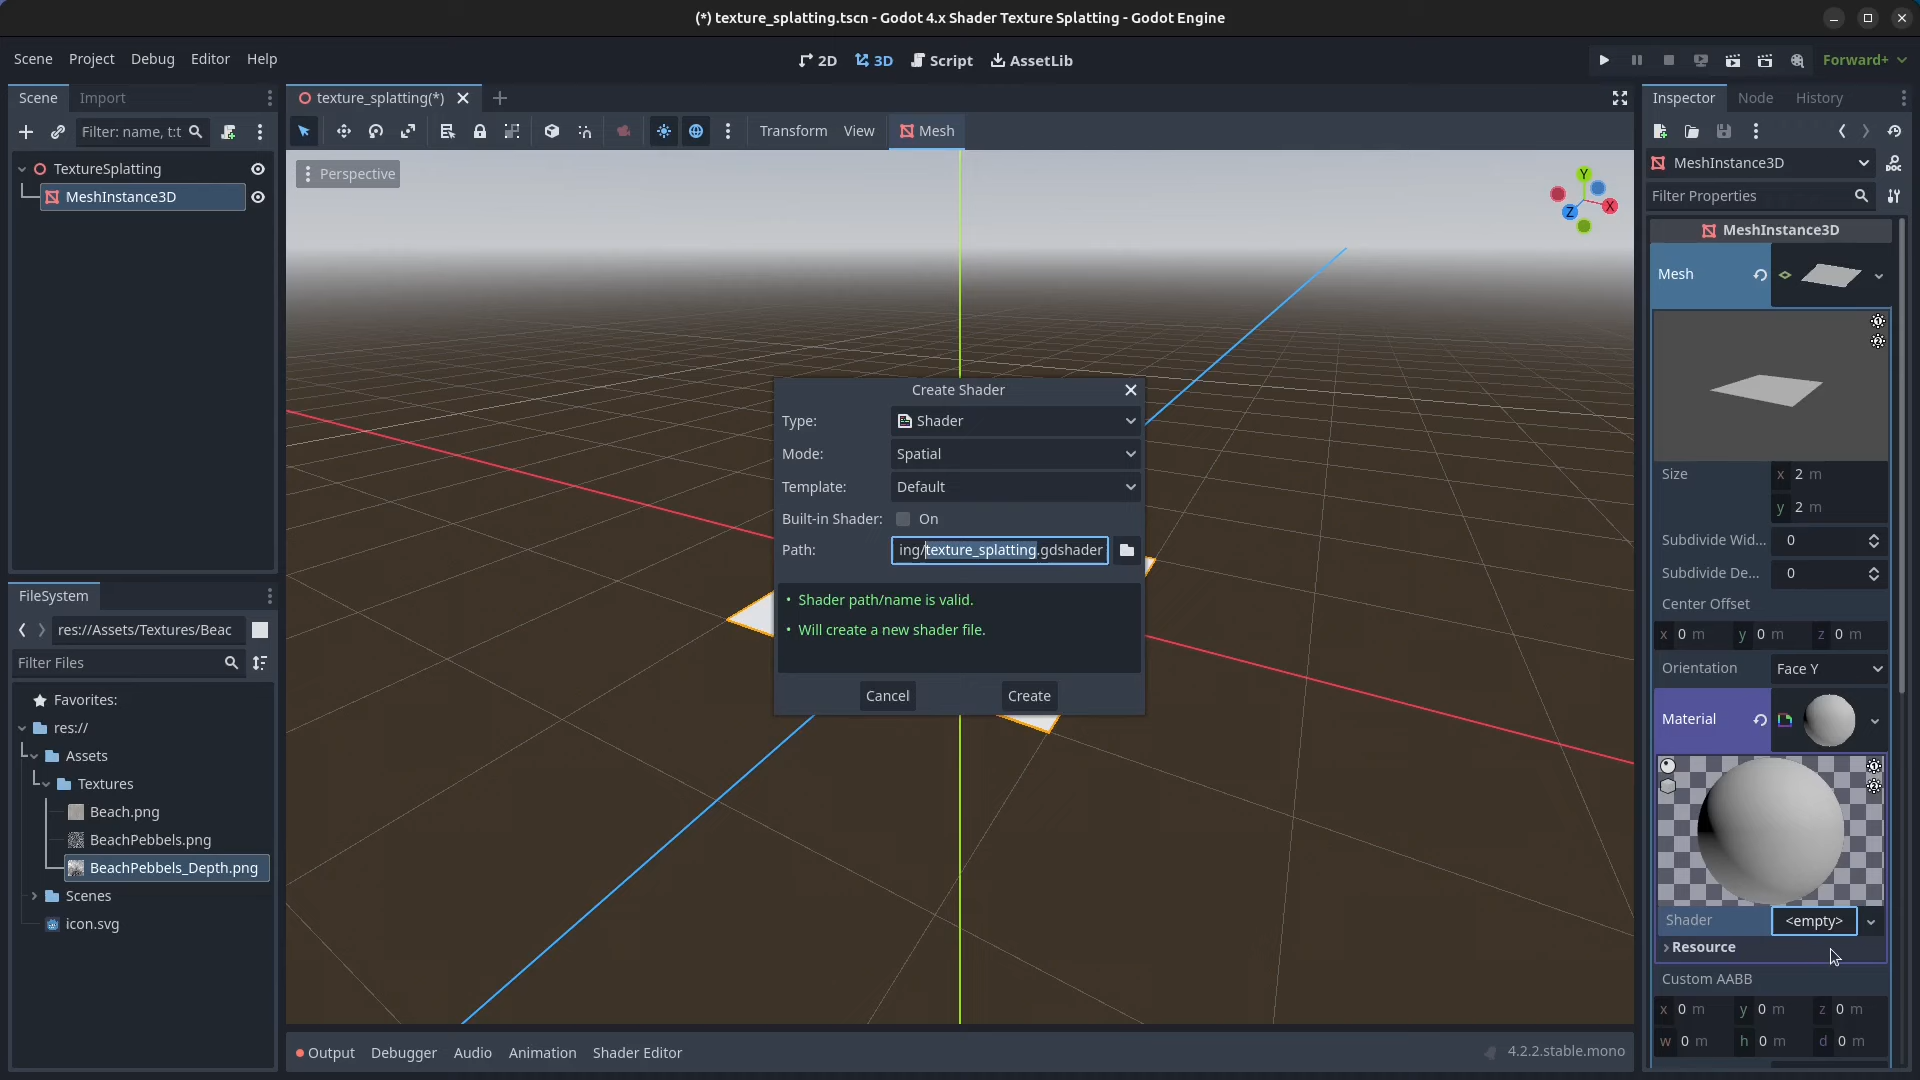 (*) texture_splatting.tscn - Godot 4.x Shader Texture Splatting - Godot Engine
Scene Project Debug Editor Help
2D 3D Script AssetLib
Forward+
Scene Import
Filter: name, t:t
TextureSplatting
MeshInstance3D
FileSystem
res://Assets/Textures/Beac
Filter Files
Favorites:
res://
Assets
Textures
Beach.png
BeachPebbels.png
BeachPebbels_Depth.png
Scenes
icon.svg
texture_splatting(*)
Transform View Mesh
Perspective
Y
X
Z
Create Shader
Type: Shader
Mode: Spatial
Template: Default
Built-in Shader: On
Path: ing/texture_splatting.gdshader
• Shader path/name is valid.
• Will create a new shader file.
Cancel Create
Output Debugger Audio Animation Shader Editor
4.2.2.stable.mono
Inspector Node History
MeshInstance3D
Filter Properties
MeshInstance3D
Mesh
Size x 2 m
y 2 m
Subdivide Wid... 0
Subdivide De... 0
Center Offset
x 0 m y 0 m z 0 m
Orientation Face Y
Material
Shader <empty>
Resource
Custom AABB
x 0 m y 0 m z 0 m
w 0 m h 0 m d 0 m